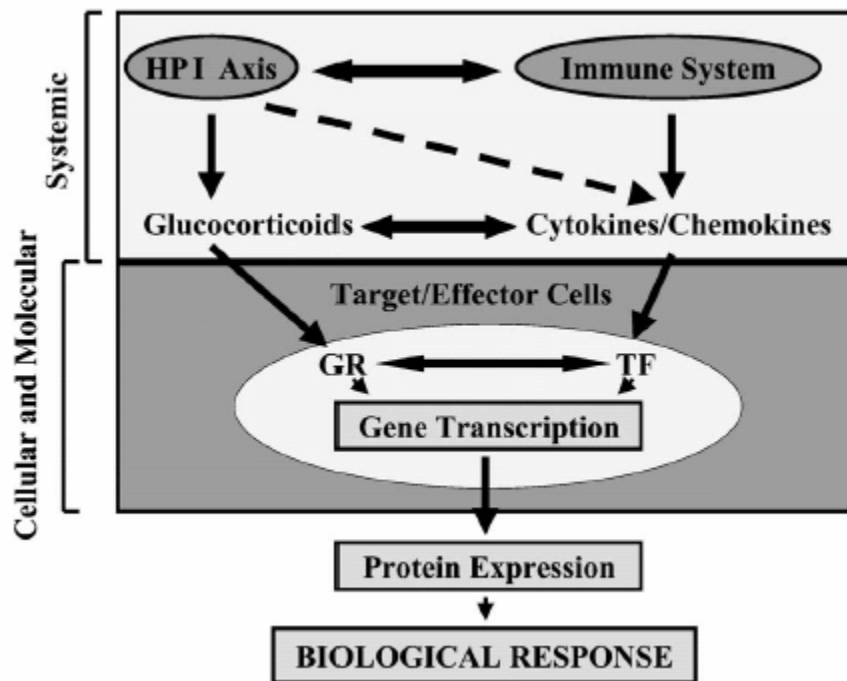 Systemic
Cellular and Molecular
HPI Axis
Immune System
Glucocorticoids
Cytokines/Chemokines
Target/Effector Cells
GR
TF
Gene Transcription
Protein Expression
BIOLOGICAL RESPONSE